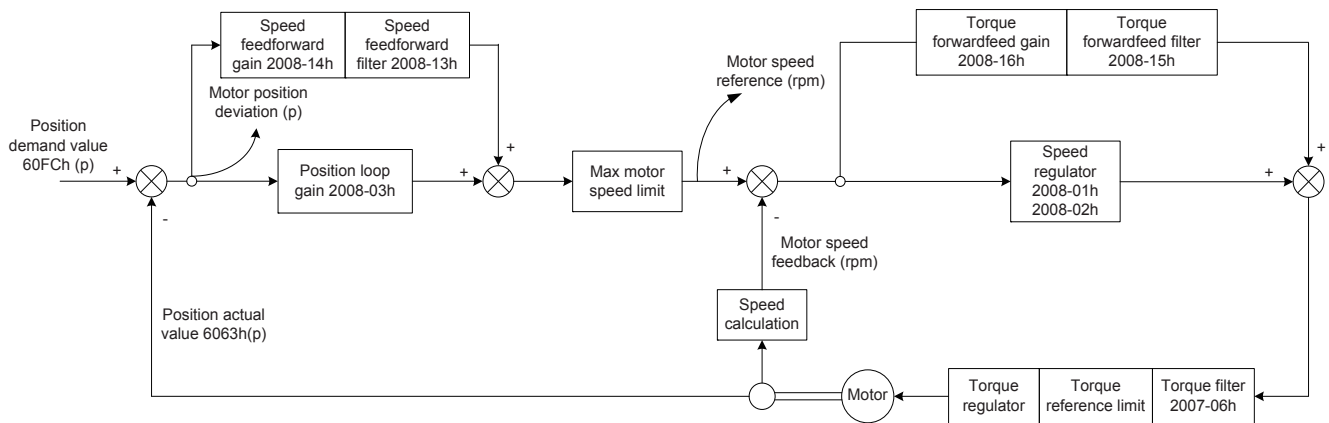 Speed
feedforward
gain 2008-14h
Speed
feedforward
filter 2008-13h
Motor position
deviation (p)
Position
demand value
60FCh (p)
+
-
Position loop
gain 2008-03h
+
+
Max motor
speed limit
Motor speed
reference (rpm)
+
-
Torque
forwardfeed gain
2008-16h
Torque
forwardfeed filter
2008-15h
+
Speed
regulator
2008-01h
2008-02h
+
Motor speed
feedback (rpm)
Speed
calculation
Position actual
value 6063h(p)
Motor
Torque
regulator
Torque
reference limit
Torque filter
2007-06h